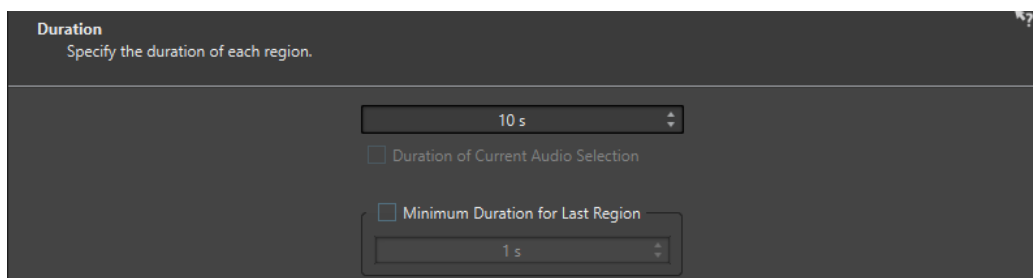 Duration
Specify the duration of each region.
10 s
Duration of Current Audio Selection
Minimum Duration for Last Region
1 s